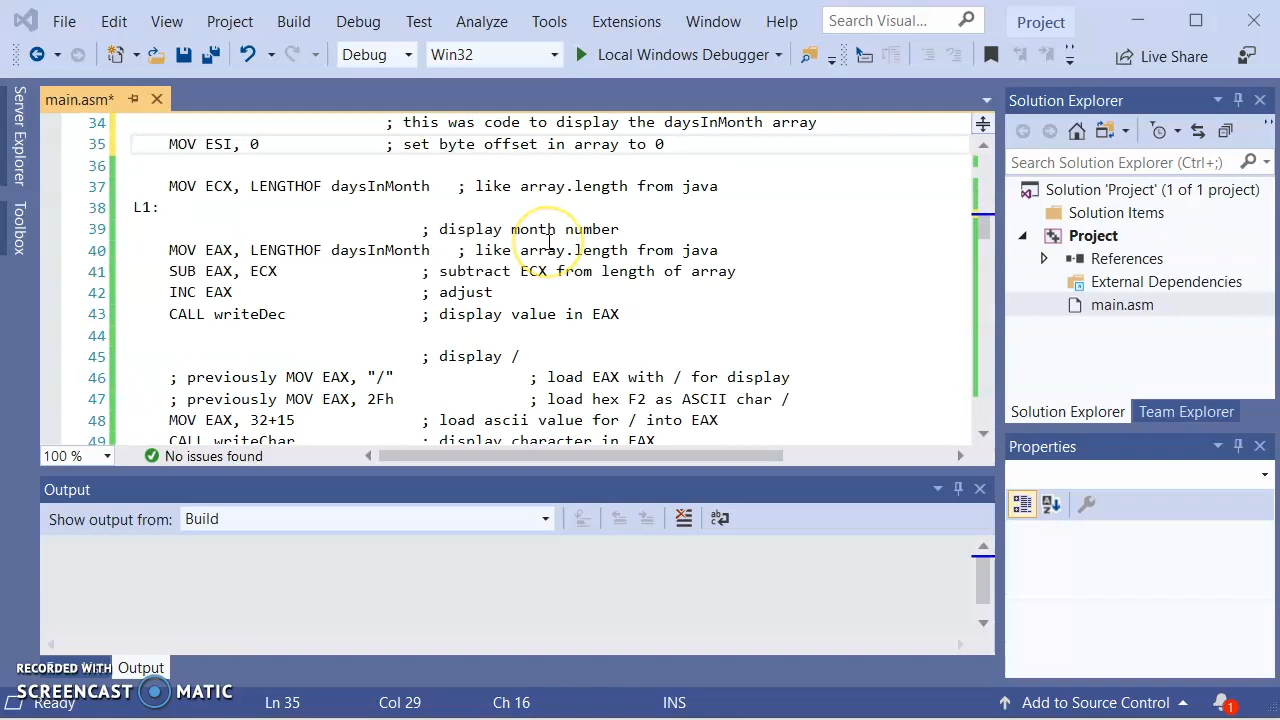 File Edit View Project Build Debug Test Analyze Tools Extensions Window Help Search Visual... Project
Debug Win32 Local Windows Debugger Live Share
Server Explorer
Toolbox
main.asm*
34 ; this was code to display the daysInMonth array
35 MOV ESI, 0 ; set byte offset in array to 0
36
37 MOV ECX, LENGTHOF daysInMonth ; like array.length from java
38 L1:
39 ; display month number
40 MOV EAX, LENGTHOF daysInMonth ; like array.length from java
41 SUB EAX, ECX ; subtract ECX from length of array
42 INC EAX ; adjust
43 CALL writeDec ; display value in EAX
44
45 ; display /
46 ; previously MOV EAX, "/" ; load EAX with / for display
47 ; previously MOV EAX, 2Fh ; load hex F2 as ASCII char /
48 MOV EAX, 32+15 ; load ascii value for / into EAX
49 CALL writeChar ; display character in EAX
100 % No issues found
Output
Show output from: Build
Output
Solution Explorer
Search Solution Explorer (Ctrl+;)
Solution 'Project' (1 of 1 project)
Solution Items
Project
References
External Dependencies
main.asm
Solution Explorer Team Explorer
Properties
RECORDED WITH
SCREENCAST MATIC
Ready Ln 35 Col 29 Ch 16 INS Add to Source Control 1